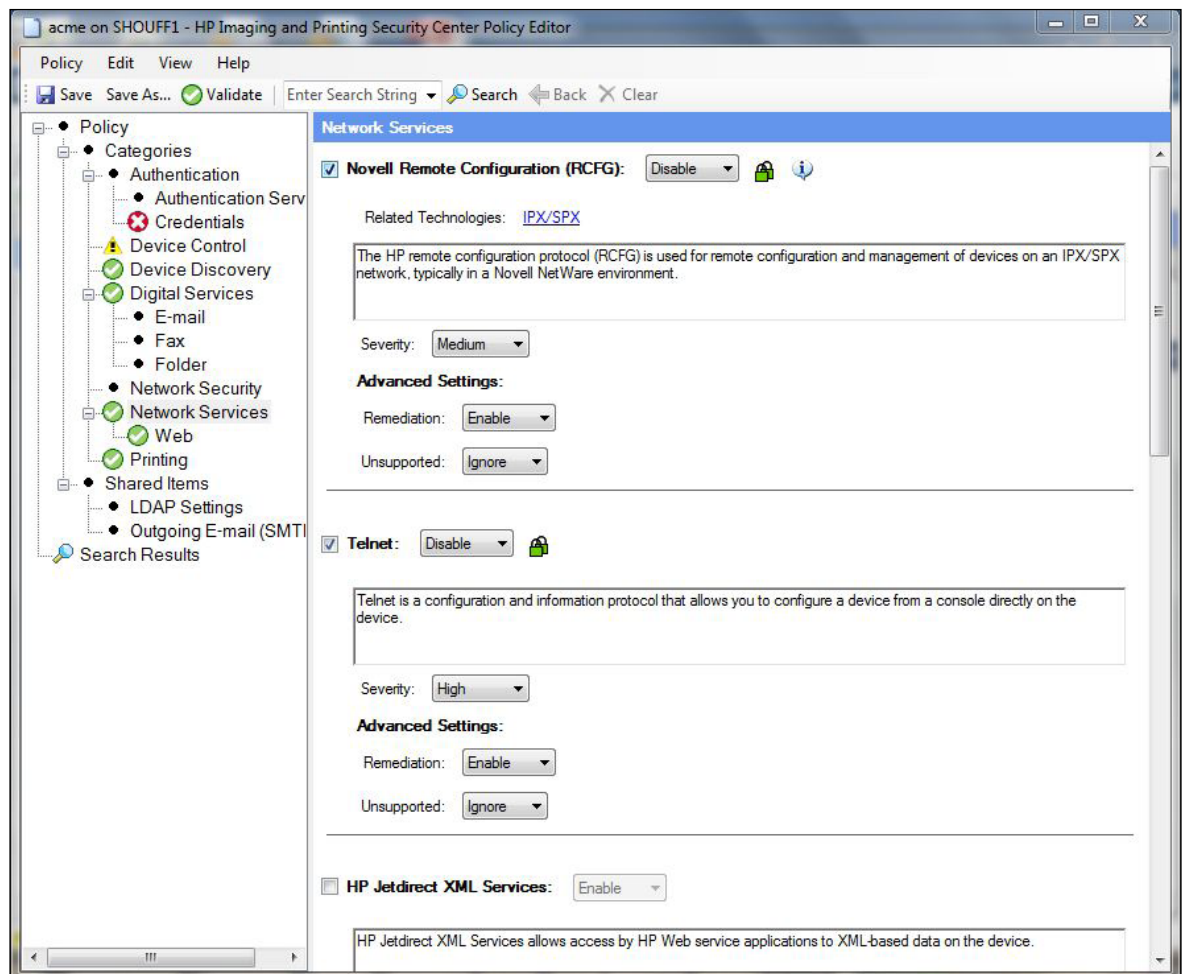 acme on SHOUFF1 - HP Imaging and Printing Security Center Policy Editor
Policy Edit View Help
Save Save As... Validate Enter Search String Search Back Clear
Policy
Categories
Authentication
Authentication Serv
Credentials
Device Control
Device Discovery
Digital Services
E-mail
Fax
Folder
Network Security
Network Services
Web
Printing
Shared Items
LDAP Settings
Outgoing E-mail (SMTI
Search Results
Network Services
Novell Remote Configuration (RCFG): Disable
Related Technologies: IPX/SPX
The HP remote configuration protocol (RCFG) is used for remote configuration and management of devices on an IPX/SPX
network, typically in a Novell NetWare environment.
Severity: Medium
Advanced Settings:
Remediation: Enable
Unsupported: Ignore
Telnet: Disable
Telnet is a configuration and information protocol that allows you to configure a device from a console directly on the
device.
Severity: High
Advanced Settings:
Remediation: Enable
Unsupported: Ignore
HP Jetdirect XML Services: Enable
HP Jetdirect XML Services allows access by HP Web service applications to XML-based data on the device.